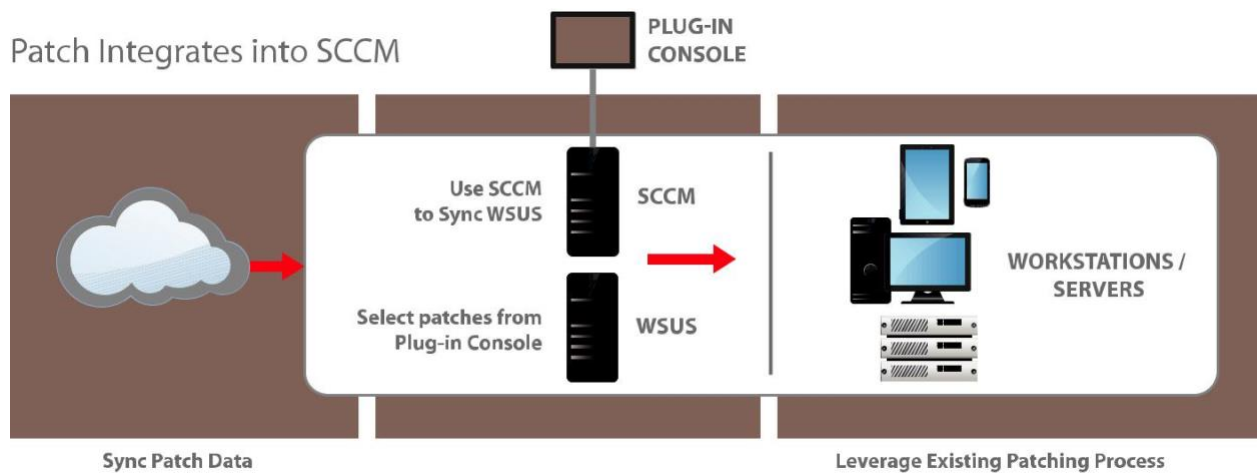 Patch Integrates into SCCM
PLUG-IN
CONSOLE
Use SCCM
to Sync WSUS
SCCM
Select patches from
Plug-in Console
WSUS
WORKSTATIONS /
SERVERS
Sync Patch Data
Leverage Existing Patching Process